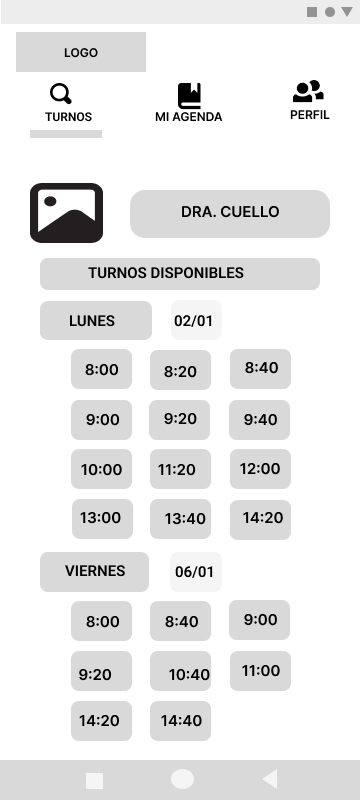 LOGO
TURNOS MI AGENDA PERFIL
DRA. CUELLO
TURNOS DISPONIBLES
LUNES 02/01
8:00 8:20 8:40
9:00 9:20 9:40
10:00 11:20 12:00
13:00 13:40 14:20
VIERNES 06/01
8:00 8:40 9:00
9:20 10:40 11:00
14:20 14:40